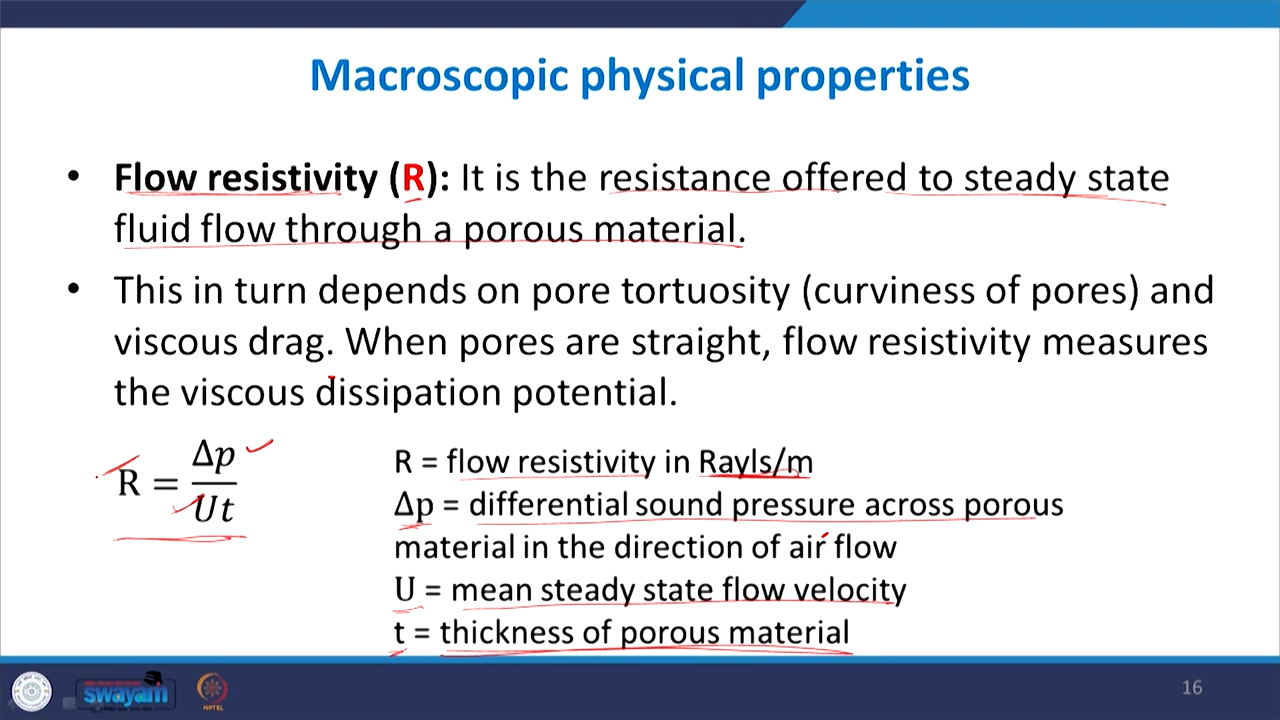 Macroscopic physical properties
• Flow resistivity (R): It is the resistance offered to steady state
fluid flow through a porous material.
• This in turn depends on pore tortuosity (curviness of pores) and
viscous drag. When pores are straight, flow resistivity measures
the viscous dissipation potential.
R = Δp / Ut
R = flow resistivity in Rayls/m
Δp = differential sound pressure across porous
material in the direction of air flow
U = mean steady state flow velocity
t = thickness of porous material
swayam
NPTEL
16